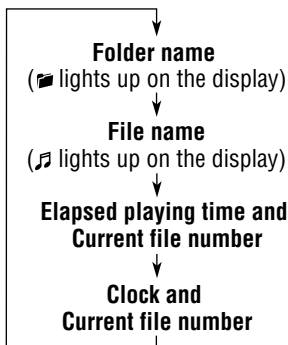 Folder name
( lights up on the display)
File name
(♫ lights up on the display)
Elapsed playing time and
Current file number
Clock and
Current file number